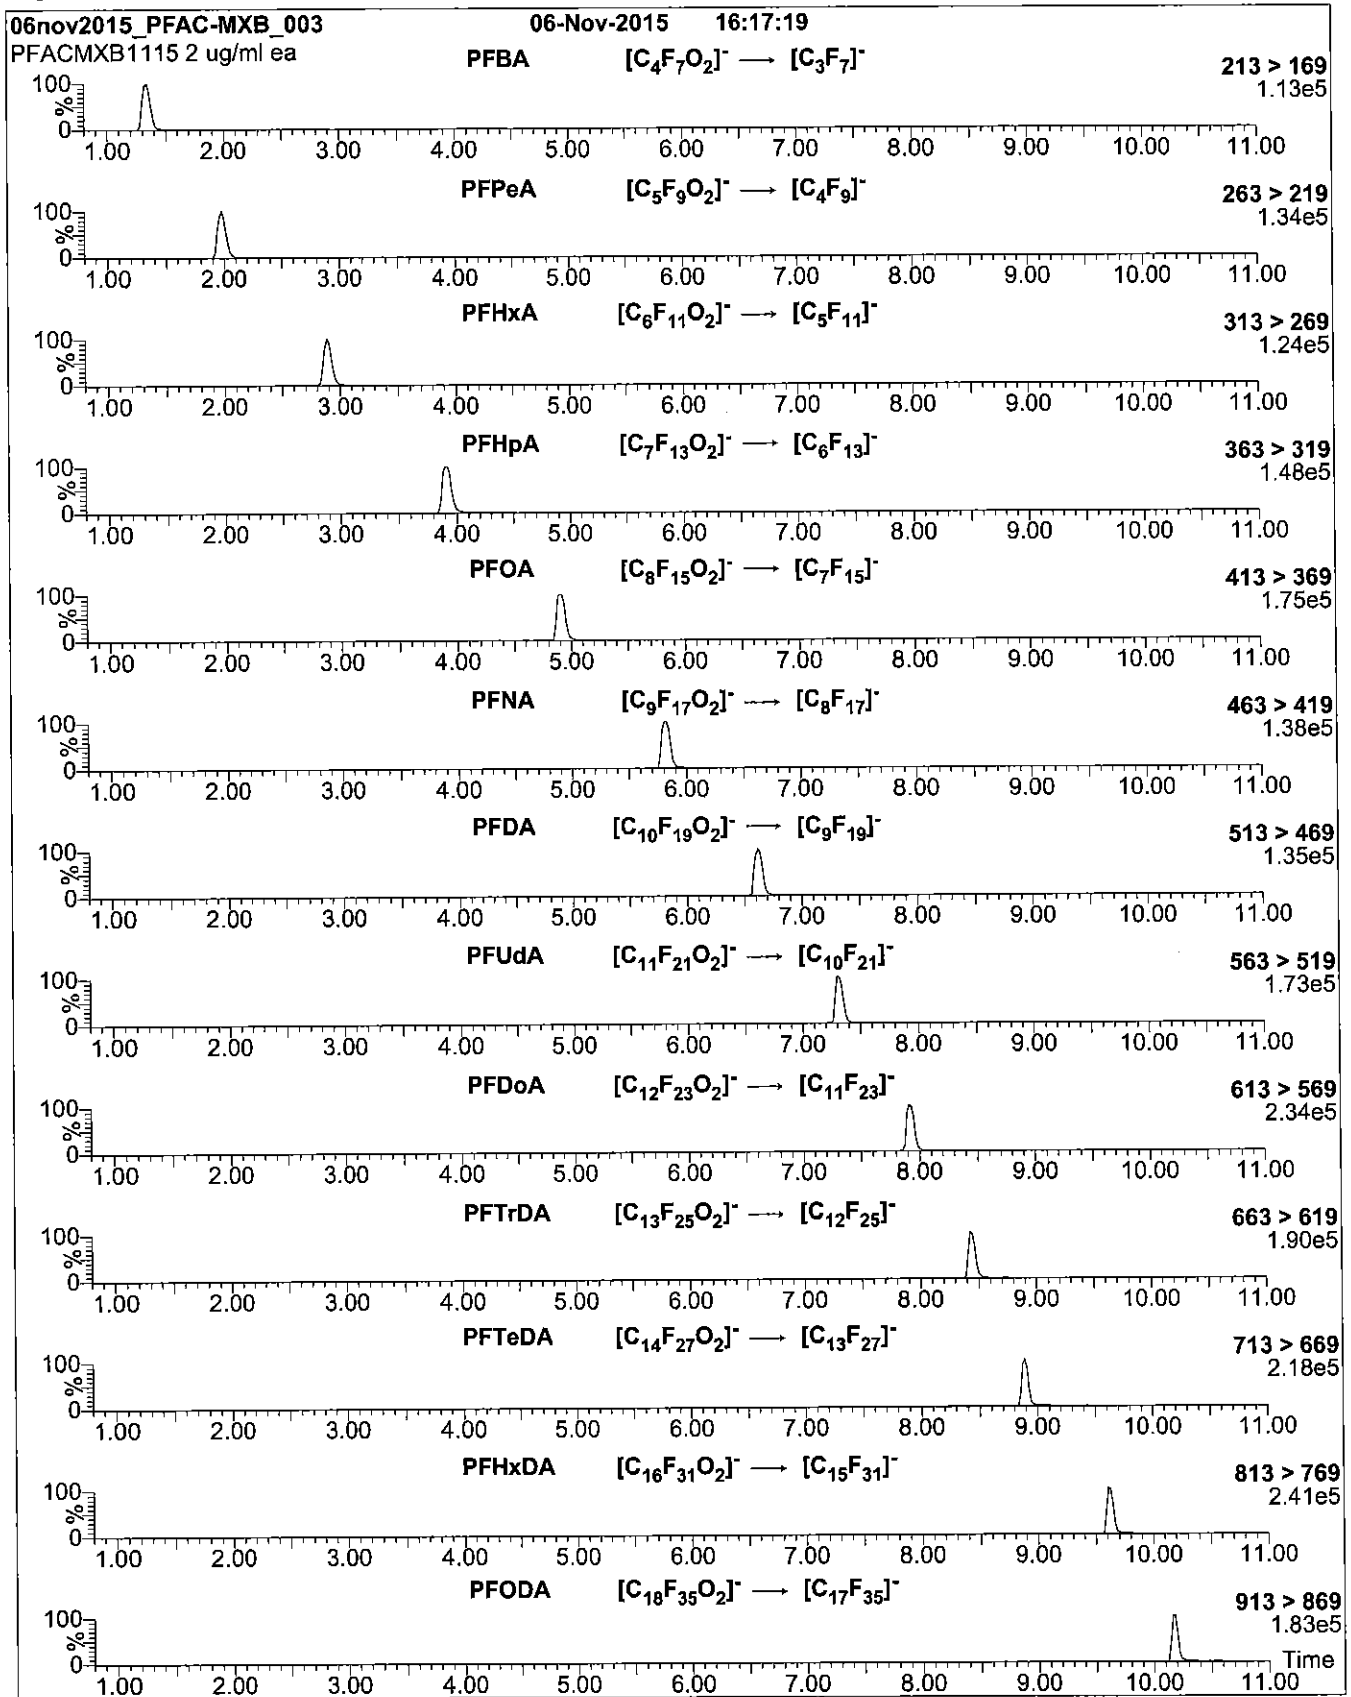 06nov2015_PFAC-MXB_003 06-Nov-2015 16:17:19
PFACMXB1115 2 ug/ml ea
PFBA [C4F7O2]- → [C3F7]- 213 > 169
1.13e5
100
%
0
1.00 2.00 3.00 4.00 5.00 6.00 7.00 8.00 9.00 10.00 11.00
PFPeA [C5F9O2]- → [C4F9]- 263 > 219
1.34e5
100
%
0
1.00 2.00 3.00 4.00 5.00 6.00 7.00 8.00 9.00 10.00 11.00
PFHxA [C6F11O2]- → [C5F11]- 313 > 269
1.24e5
100
%
0
1.00 2.00 3.00 4.00 5.00 6.00 7.00 8.00 9.00 10.00 11.00
PFHpA [C7F13O2]- → [C6F13]- 363 > 319
1.48e5
100
%
0
1.00 2.00 3.00 4.00 5.00 6.00 7.00 8.00 9.00 10.00 11.00
PFOA [C8F15O2]- → [C7F15]- 413 > 369
1.75e5
100
%
0
1.00 2.00 3.00 4.00 5.00 6.00 7.00 8.00 9.00 10.00 11.00
PFNA [C9F17O2]- → [C8F17]- 463 > 419
1.38e5
100
%
0
1.00 2.00 3.00 4.00 5.00 6.00 7.00 8.00 9.00 10.00 11.00
PFDA [C10F19O2]- → [C9F19]- 513 > 469
1.35e5
100
%
0
1.00 2.00 3.00 4.00 5.00 6.00 7.00 8.00 9.00 10.00 11.00
PFUdA [C11F21O2]- → [C10F21]- 563 > 519
1.73e5
100
%
0
1.00 2.00 3.00 4.00 5.00 6.00 7.00 8.00 9.00 10.00 11.00
PFDoA [C12F23O2]- → [C11F23]- 613 > 569
2.34e5
100
%
0
1.00 2.00 3.00 4.00 5.00 6.00 7.00 8.00 9.00 10.00 11.00
PFTrDA [C13F25O2]- → [C12F25]- 663 > 619
1.90e5
100
%
0
1.00 2.00 3.00 4.00 5.00 6.00 7.00 8.00 9.00 10.00 11.00
PFTeDA [C14F27O2]- → [C13F27]- 713 > 669
2.18e5
100
%
0
1.00 2.00 3.00 4.00 5.00 6.00 7.00 8.00 9.00 10.00 11.00
PFHxDA [C16F31O2]- → [C15F31]- 813 > 769
2.41e5
100
%
0
1.00 2.00 3.00 4.00 5.00 6.00 7.00 8.00 9.00 10.00 11.00
PFODA [C18F35O2]- → [C17F35]- 913 > 869
1.83e5
100
%
0
Time
1.00 2.00 3.00 4.00 5.00 6.00 7.00 8.00 9.00 10.00 11.00